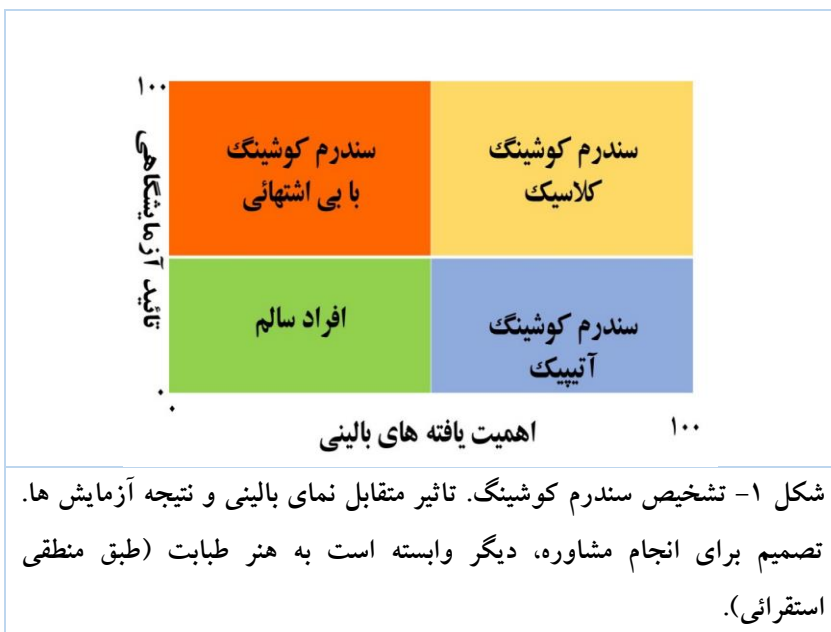 ۱۰۰
تائید آزمایشگاهی
سندرم کوشینگ
با بی اشتهائی
سندرم کوشینگ
کلاسیک
افراد سالم
سندرم کوشینگ
آتیپیک
۰
۰
اهمیت یافته های بالینی
۱۰۰
شکل ۱- تشخیص سندرم کوشینگ. تاثیر متقابل نمای بالینی و نتیجه آزمایش ها.
تصمیم برای انجام مشاوره، دیگر وابسته است به هنر طبابت (طبق منطقی
استقرائی).